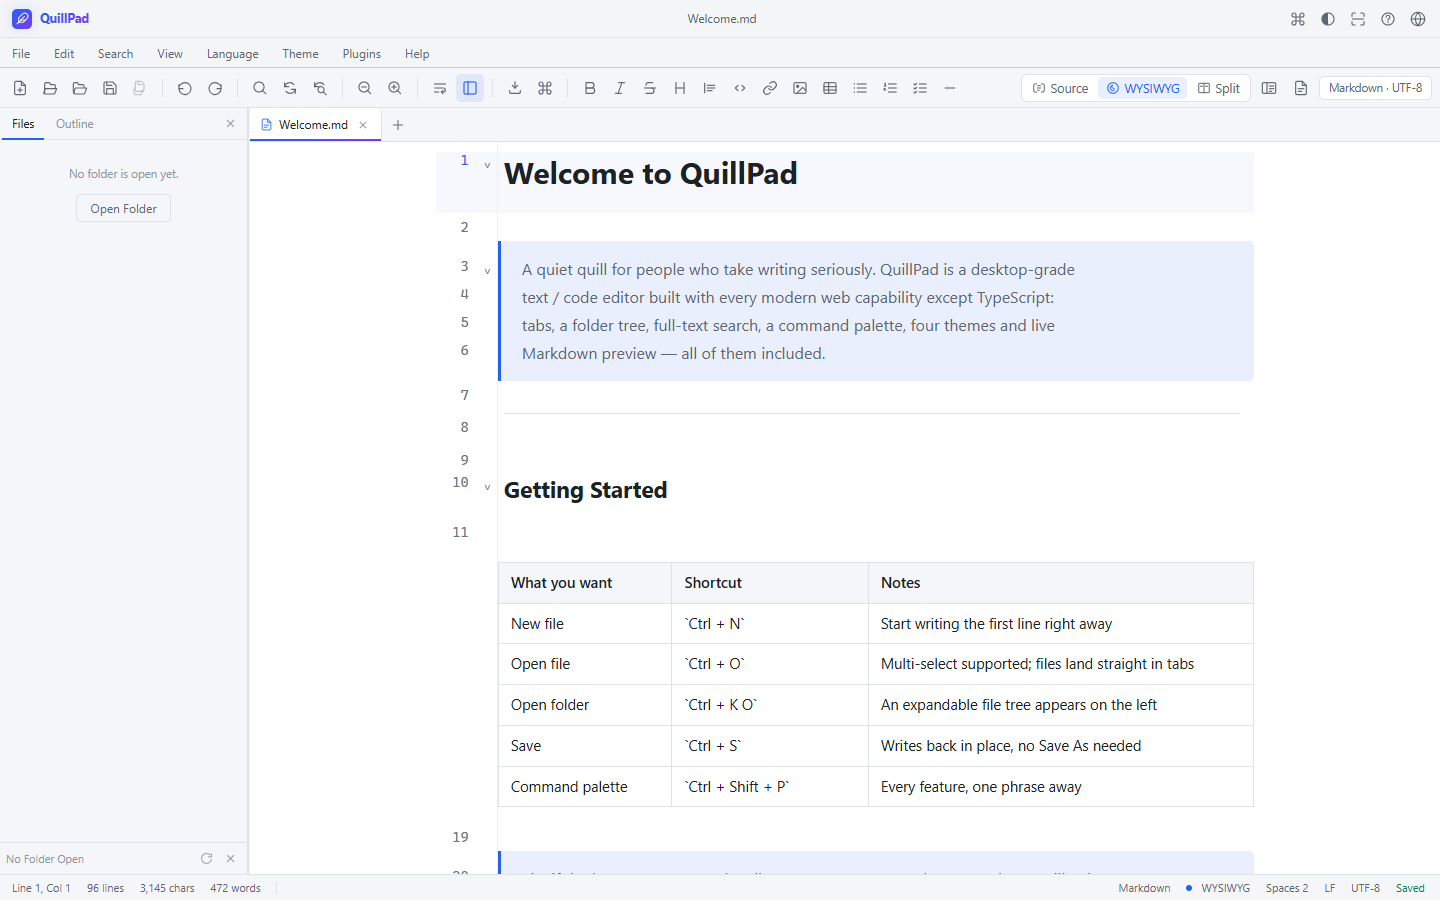 QuillPad
Welcome.md
File Edit Search View Language Theme Plugins Help
Source WYSIWYG Split Markdown · UTF-8
Files Outline
Welcome.md
No folder is open yet.
Open Folder
1 Welcome to QuillPad
2
3 A quiet quill for people who take writing seriously. QuillPad is a desktop-grade
4 text / code editor built with every modern web capability except TypeScript:
5 tabs, a folder tree, full-text search, a command palette, four themes and live
6 Markdown preview — all of them included.
7
8
9
10 Getting Started
11
What you want Shortcut Notes
New file `Ctrl + N` Start writing the first line right away
Open file `Ctrl + O` Multi-select supported; files land straight in tabs
Open folder `Ctrl + K O` An expandable file tree appears on the left
Save `Ctrl + S` Writes back in place, no Save As needed
Command palette `Ctrl + Shift + P` Every feature, one phrase away
19
No Folder Open
Line 1, Col 1 96 lines 3,145 chars 472 words Markdown WYSIWYG Spaces 2 LF UTF-8 Saved